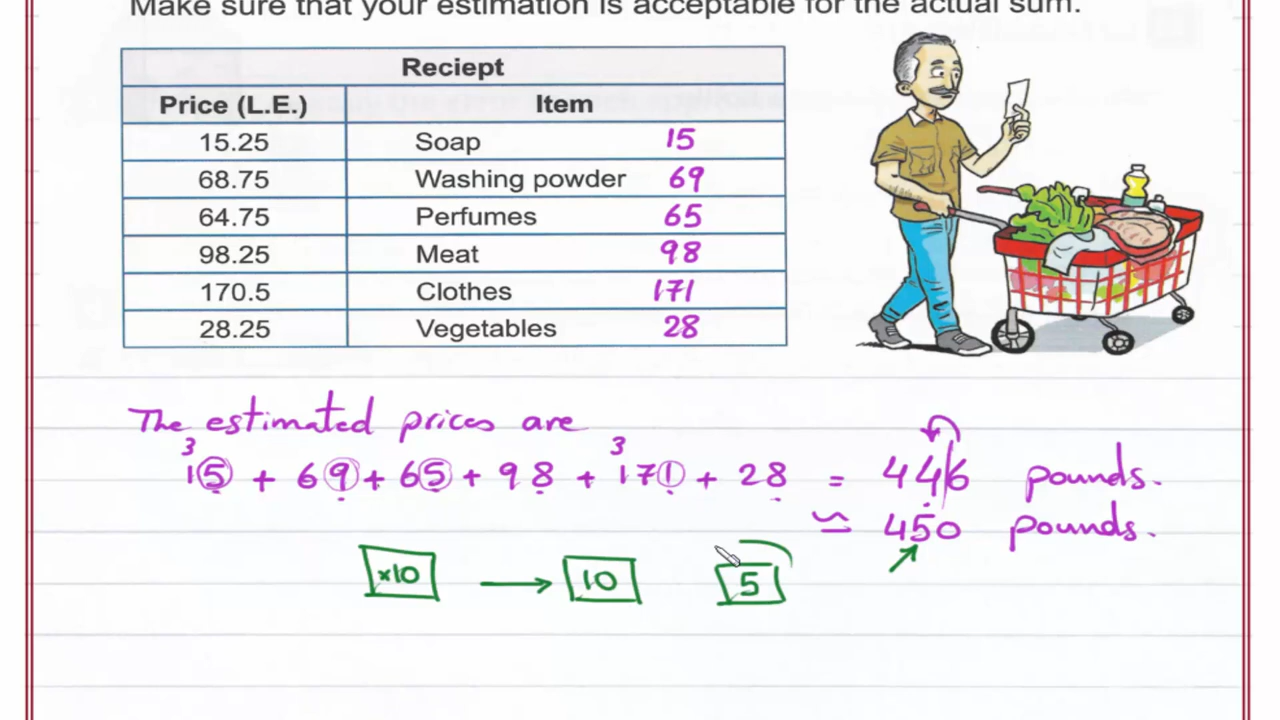 Make sure that your estimation is acceptable for the actual sum.
Reciept
Price (L.E.) Item
15.25 Soap 15
68.75 Washing powder 69
64.75 Perfumes 65
98.25 Meat 98
170.5 Clothes 171
28.25 Vegetables 28
The estimated prices are
3 3
15 + 69 + 65 + 98 + 171 + 28 = 446 pounds.
≃ 450 pounds.
×10 → 10 5